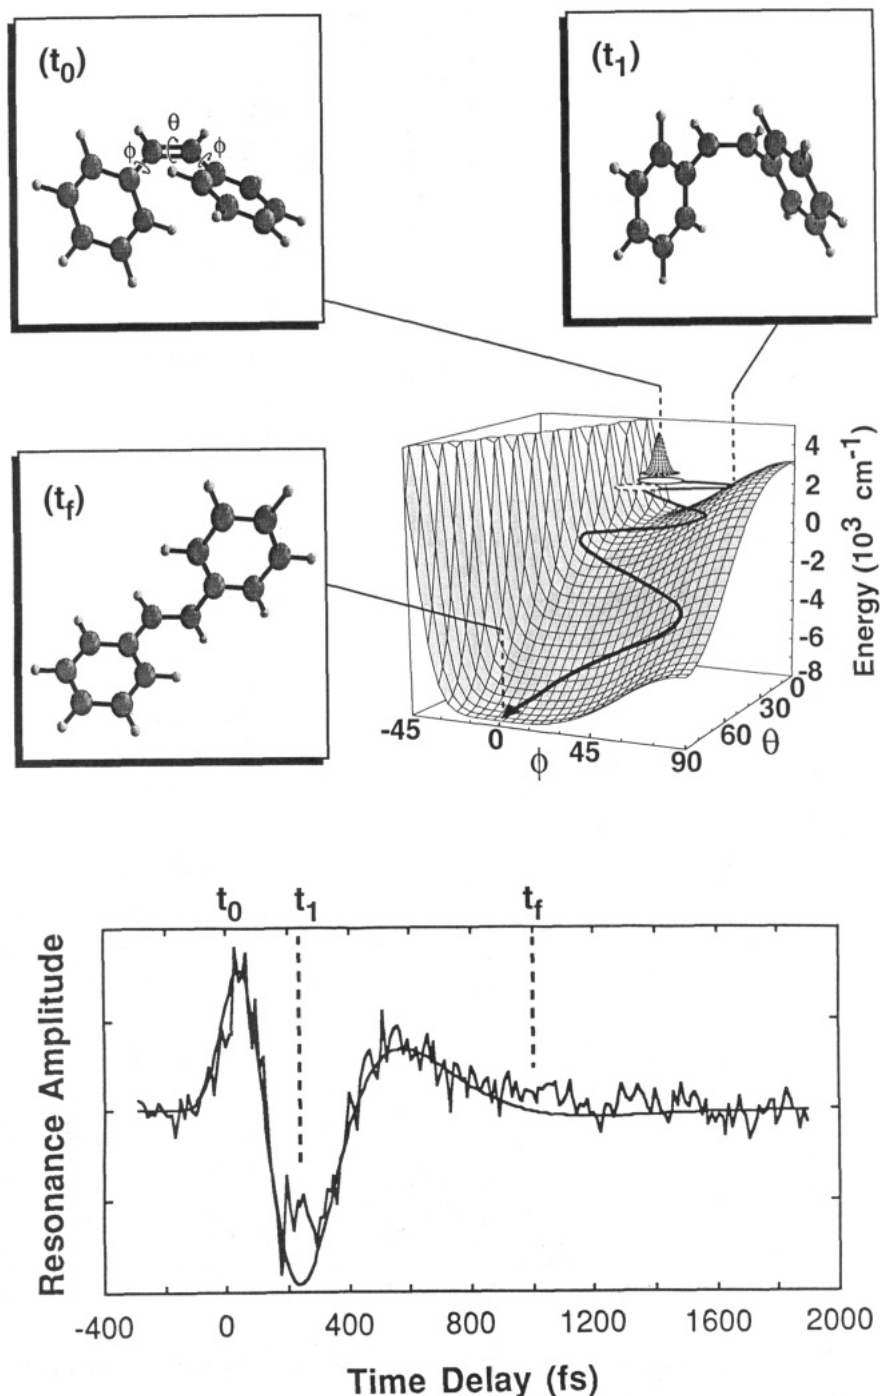 (t0)
(t1)
θ
ϕ ϕ
(tf)
4
2
0
-2
-4
-6
-8
Energy (10³ cm⁻¹)
-45 0 45 90
ϕ
0
30
60
θ
t0 t1 tf
Resonance Amplitude
-400 0 400 800 1200 1600 2000
Time Delay (fs)